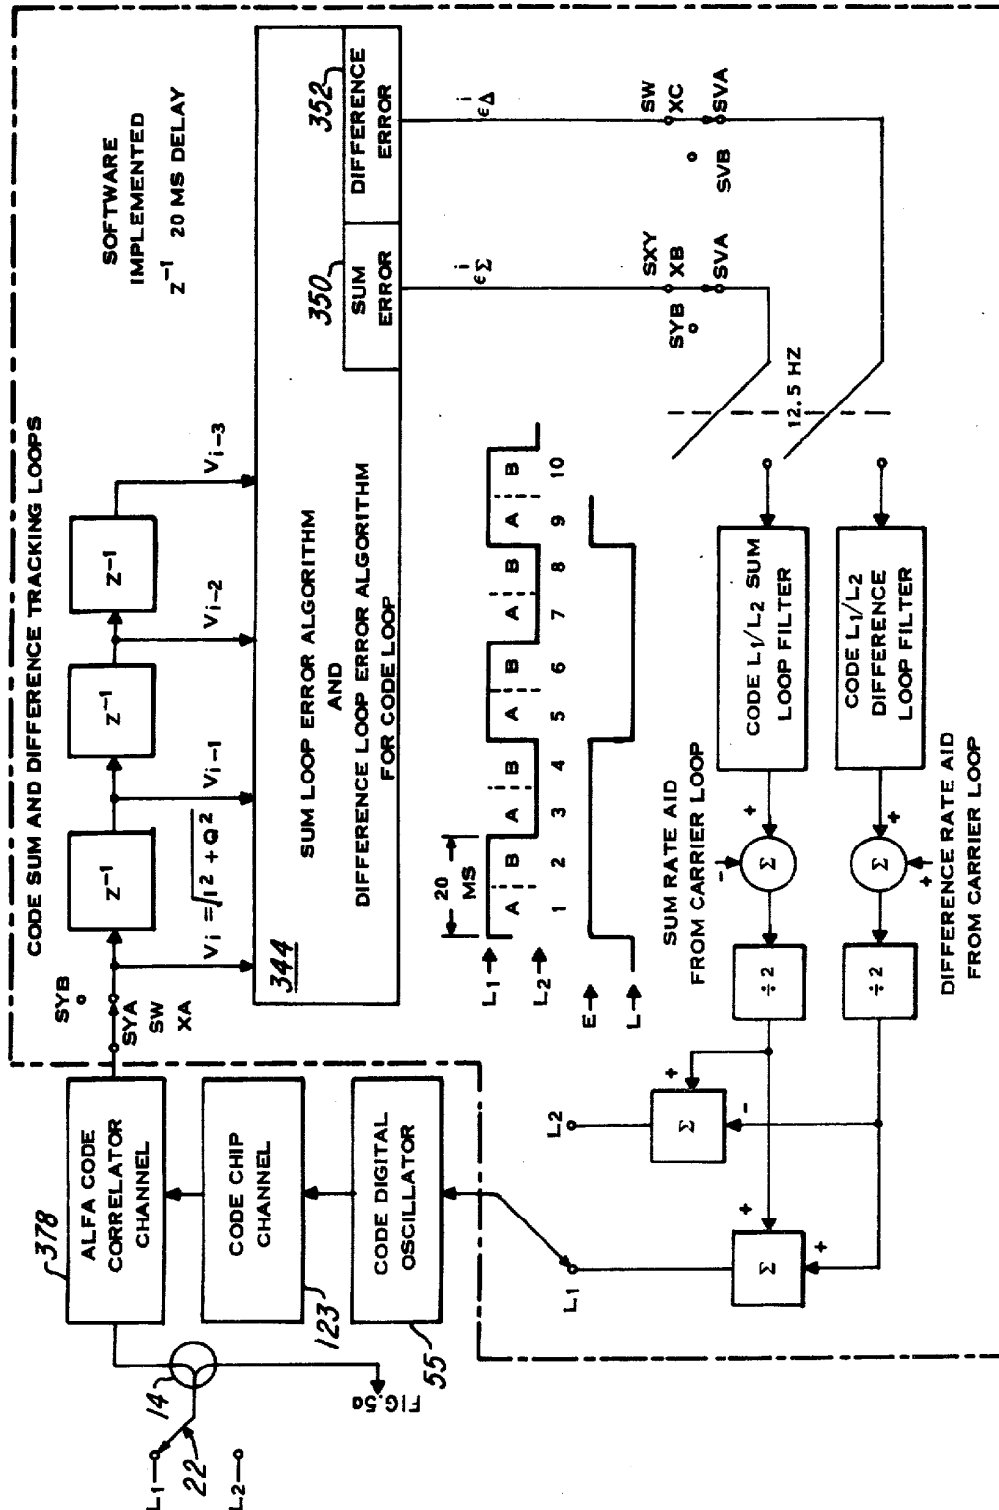 CODE SUM AND DIFFERENCE TRACKING LOOPS
SOFTWARE
IMPLEMENTED
Z⁻¹ 20 MS DELAY
L1
L2
22
14
FIG.5a
378
ALFA CODE
CORRELATOR
CHANNEL
CODE CHIP
CHANNEL
123
CODE DIGITAL
OSCILLATOR
55
SYB
SYA
SW
XA
Z⁻¹
Z⁻¹
Z⁻¹
Vi = √I² + Q²
Vi-1
Vi-2
Vi-3
344
SUM LOOP ERROR ALGORITHM
AND
DIFFERENCE LOOP ERROR ALGORITHM
FOR CODE LOOP
350
SUM
ERROR
352
DIFFERENCE
ERROR
εΣ i
εΔ i
L1
L2
20
MS
A B A B A B A B A B
1 2 3 4 5 6 7 8 9 10
E
L
SXY
XB
SYB
SVA
SW
XC
SVB
SVA
12.5 HZ
CODE L1/L2 SUM
LOOP FILTER
CODE L1/L2
DIFFERENCE
LOOP FILTER
SUM RATE AID
FROM CARRIER LOOP
-
+
Σ
÷2
DIFFERENCE RATE AID
FROM CARRIER LOOP
+
+
Σ
÷2
L2
Σ
+
-
L1
Σ
+
+